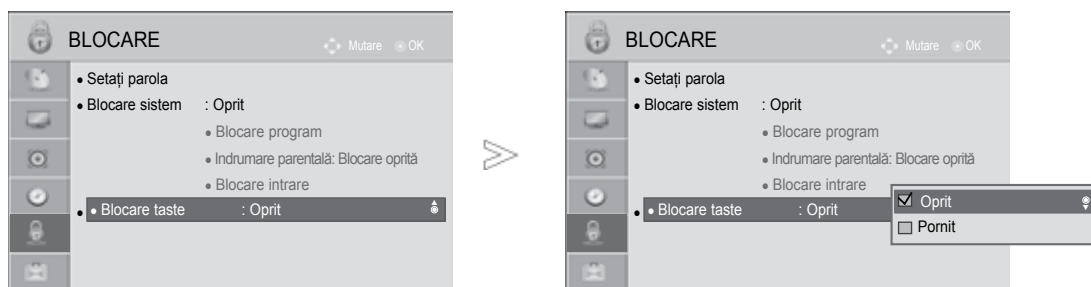 BLOCARE
Mutare OK
• Setați parola
• Blocare sistem : Oprit
• Blocare program
• Indrumare parentală: Blocare oprită
• Blocare intrare
• • Blocare taste : Oprit
BLOCARE
Mutare OK
• Setați parola
• Blocare sistem : Oprit
• Blocare program
• Indrumare parentală: Blocare oprită
• Blocare intrare
• • Blocare taste : Oprit
Oprit
Pornit